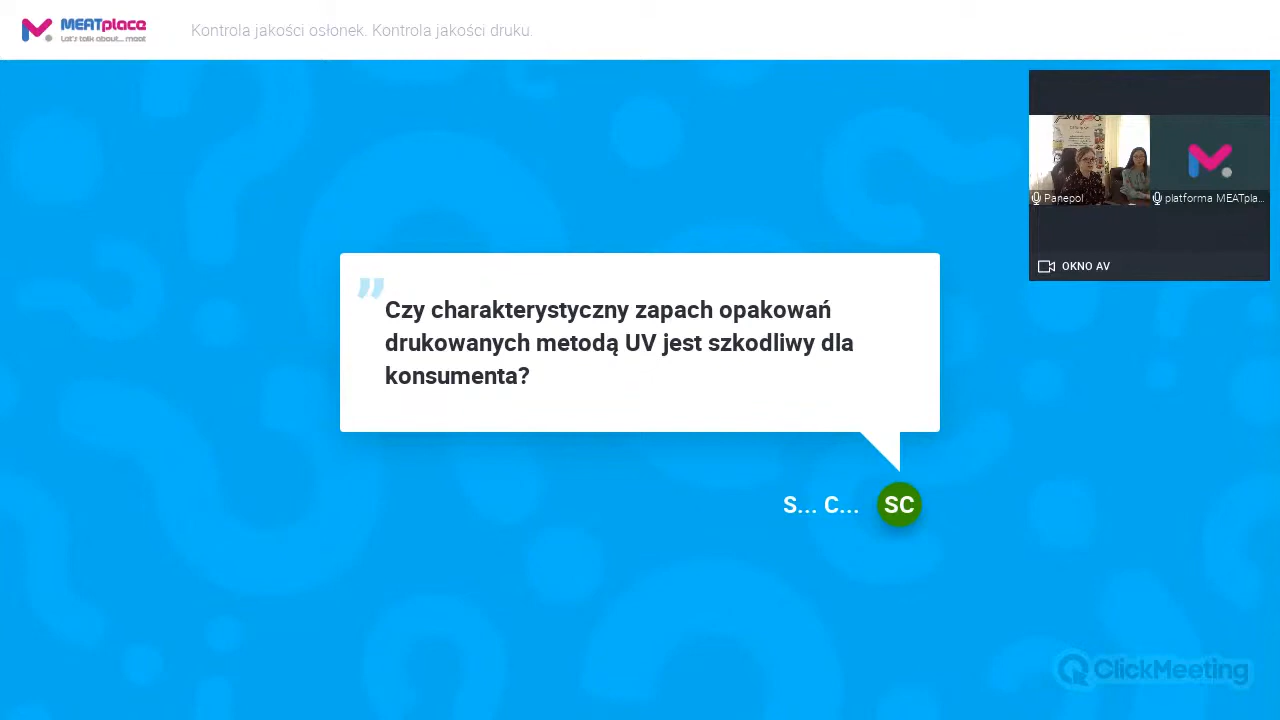 MEATplace
Let's talk about... meat
Kontrola jakości osłonek. Kontrola jakości druku.
Panepol
platforma MEATpla...
OKNO AV
Czy charakterystyczny zapach opakowań
drukowanych metodą UV jest szkodliwy dla
konsumenta?
S... C...
SC
ClickMeeting